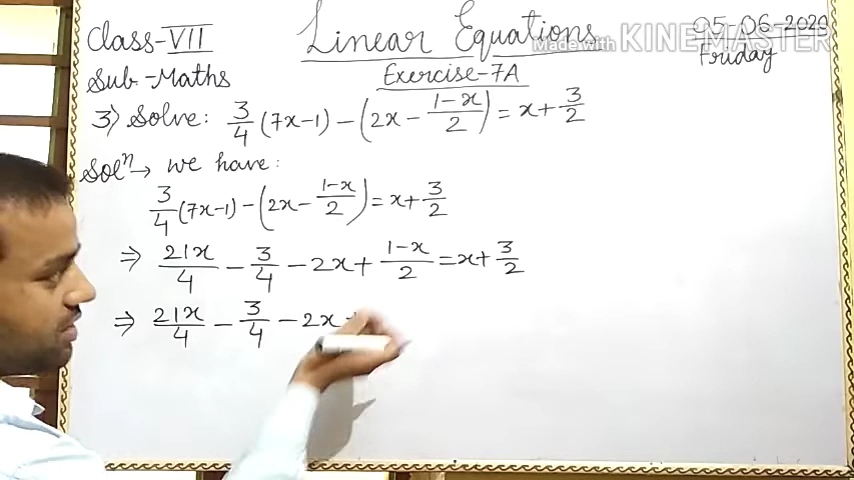 Class-VII
Linear Equations
05-06-2020
Made with KINEMASTER
Friday
Sub.-Maths
Exercise-7A
3) Solve: 3/4 (7x-1) - (2x - (1-x)/2) = x + 3/2
Solⁿ → we have:
3/4 (7x-1) - (2x - (1-x)/2) = x + 3/2
⇒ 21x/4 - 3/4 - 2x + (1-x)/2 = x + 3/2
⇒ 21x/4 - 3/4 - 2x